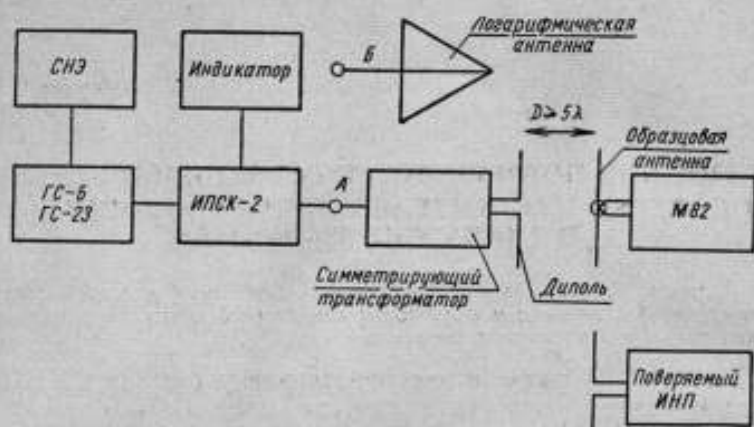 Логарифмическая
антенна
СНЭ
Индикатор
Б
D⩾5λ
Образцовая
антенна
ГС-6
ГС-23
ИПСК-2
А
М82
Симметрирующий
трансформатор
Диполь
Поверяемый
ИНП